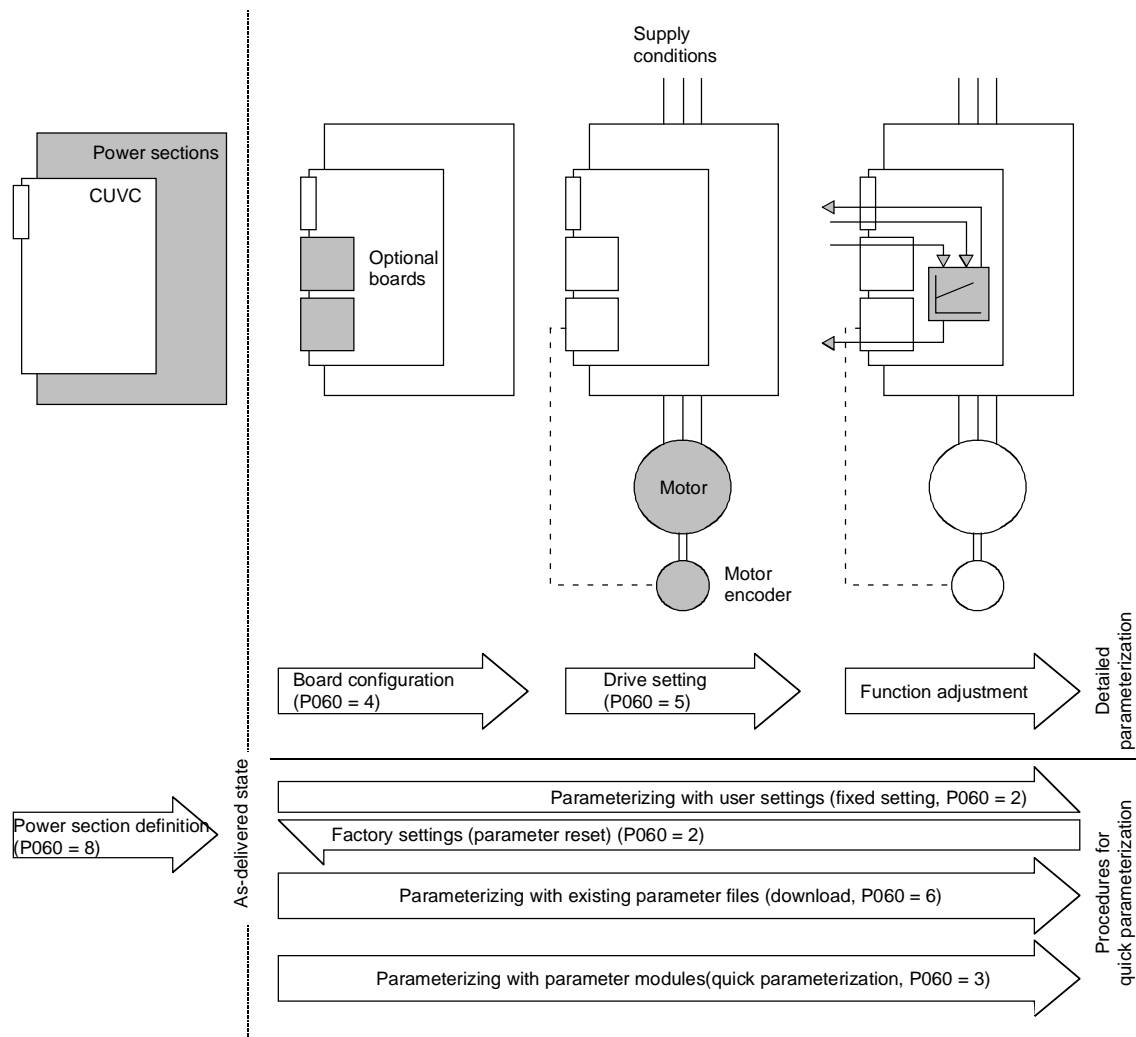 Supply
conditions
Power sections
CUVC
Optional
boards
Motor
Motor
encoder
Board configuration
(P060 = 4)
Drive setting
(P060 = 5)
Function adjustment
Detailed
parameterization
Power section definition
(P060 = 8)
As-delivered state
Parameterizing with user settings (fixed setting, P060 = 2)
Factory settings (parameter reset) (P060 = 2)
Parameterizing with existing parameter files (download, P060 = 6)
Parameterizing with parameter modules(quick parameterization, P060 = 3)
Procedures for
quick parameterization